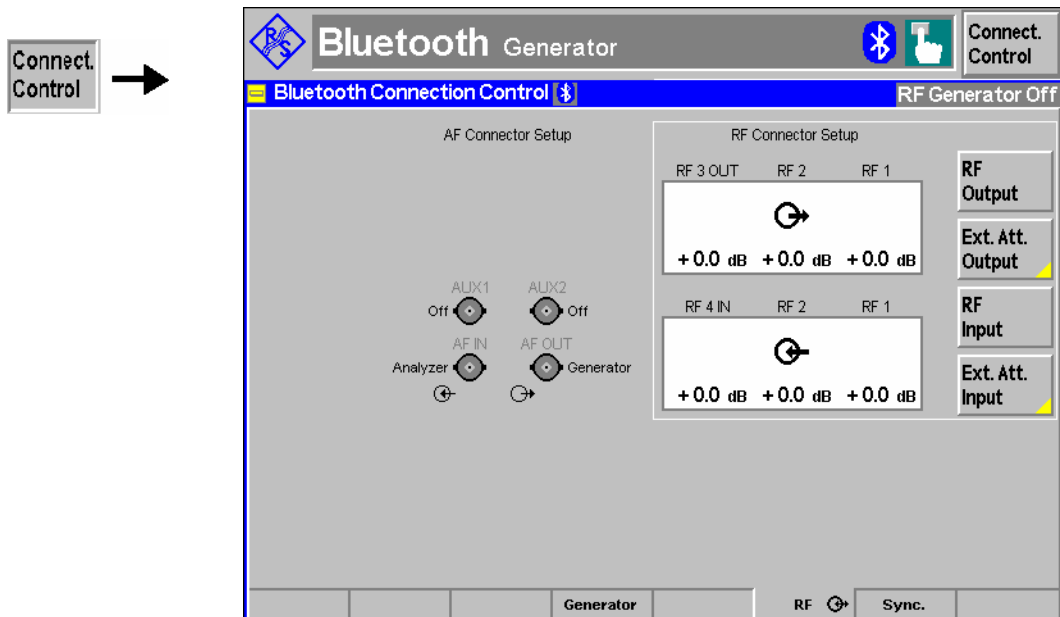 Connect.
Control
R&S
Bluetooth Generator
Connect.
Control
Bluetooth Connection Control
RF Generator Off
AF Connector Setup
RF Connector Setup
RF 3 OUT RF 2 RF 1
+ 0.0 dB + 0.0 dB + 0.0 dB
RF
Output
Ext. Att.
Output
AUX1 AUX2
Off Off
AF IN AF OUT
Analyzer Generator
RF 4 IN RF 2 RF 1
+ 0.0 dB + 0.0 dB + 0.0 dB
RF
Input
Ext. Att.
Input
Generator RF Sync.